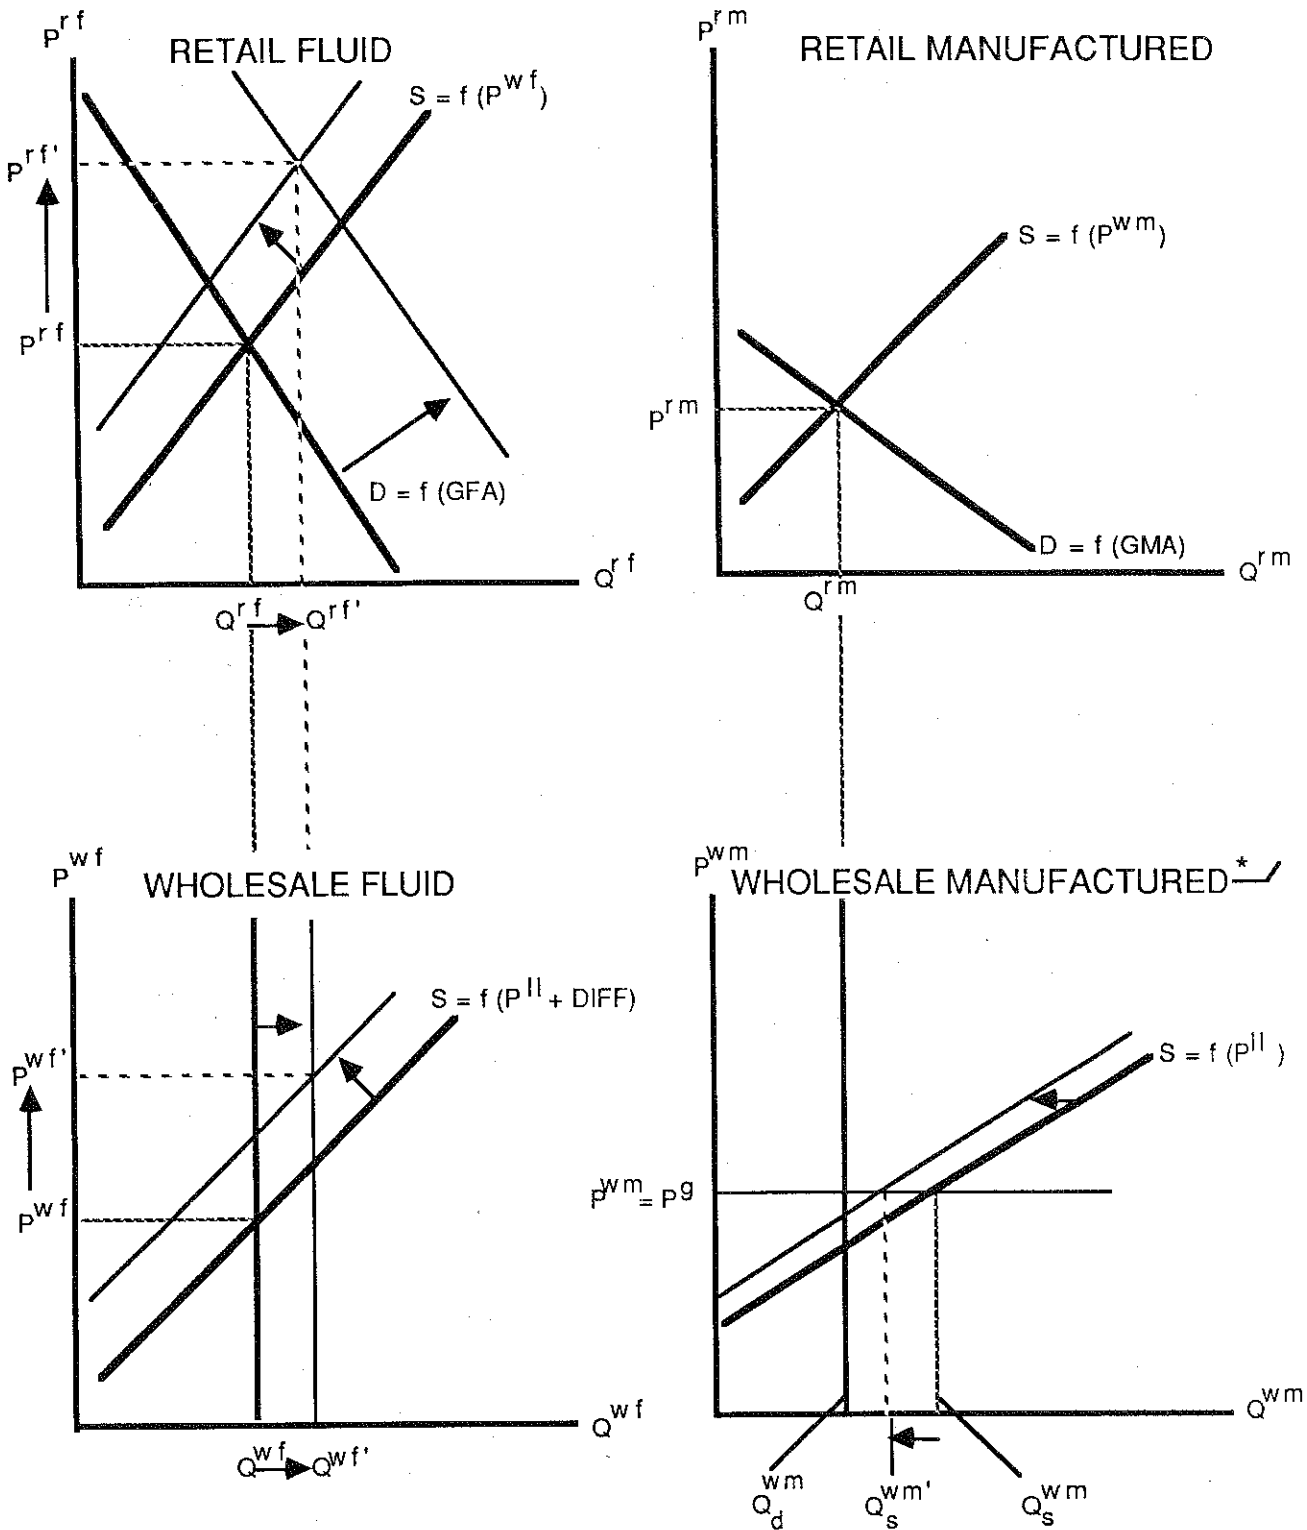 P^rf
RETAIL FLUID
S = f (P^wf)
P^rf'
P^rf
D = f (GFA)
Q^rf
Q^rf
Q^rf'
P^rm
RETAIL MANUFACTURED
S = f (P^wm)
P^rm
D = f (GMA)
Q^rm
Q^rm
P^wf
WHOLESALE FLUID
S = f (P^II + DIFF)
P^wf'
P^wf
Q^wf
Q^wf
Q^wf'
P^wm
WHOLESALE MANUFACTURED*
S = f (P^II )
P^wm = P^g
Q^wm
Q_d^wm
Q_s^wm'
Q_s^wm